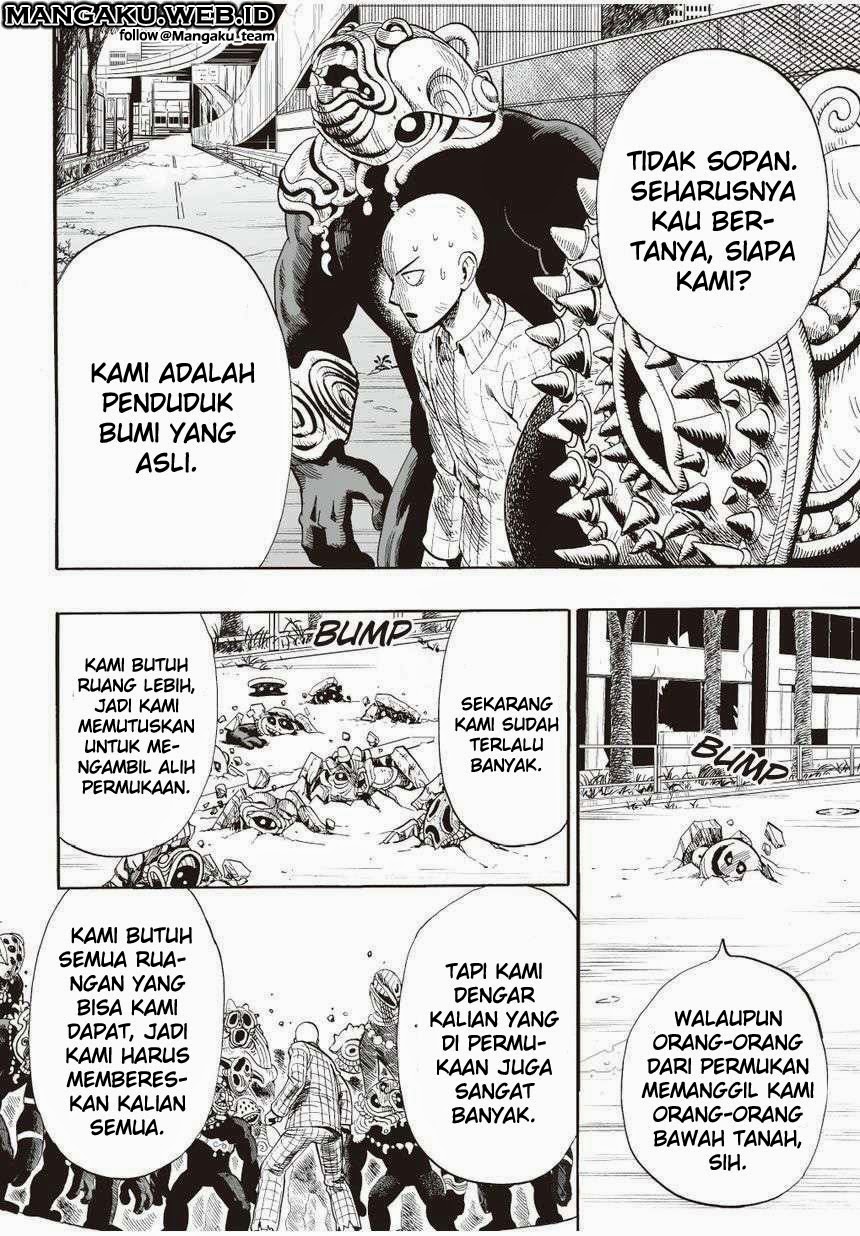 MANGAKU.WEB.ID
follow @Mangaku_team
TIDAK SOPAN.
SEHARUSNYA
KAU BER-
TANYA, SIAPA
KAMI?
KAMI ADALAH
PENDUDUK
BUMI YANG
ASLI.
BUMP
WALAUPUN
ORANG-ORANG
DARI PERMUKAN
MEMANGGIL KAMI
ORANG-ORANG
BAWAH TANAH,
SIH.
BUMP
SEKARANG
KAMI SUDAH
TERLALU
BANYAK.
KAMI BUTUH
RUANG LEBIH,
JADI KAMI
MEMUTUSKAN
UNTUK ME-
NGAMBIL ALIH
PERMUKAAN.
TAPI KAMI
DENGAR
KALIAN YANG
DI PERMU-
KAAN JUGA
SANGAT
BANYAK.
KAMI BUTUH
SEMUA RUA-
NGAN YANG
BISA KAMI
DAPAT, JADI
KAMI HARUS
MEMBERES-
KAN KALIAN
SEMUA.